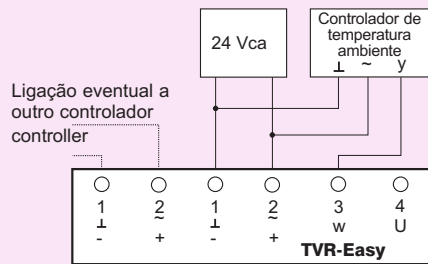 Controlador de
temperatura
ambiente
⊥ ~ y
24 Vca
Ligação eventual a
outro controlador
controller
1 2 1 2 3 4
⊥ ~ ⊥ ~ w U
- + - +
TVR-Easy